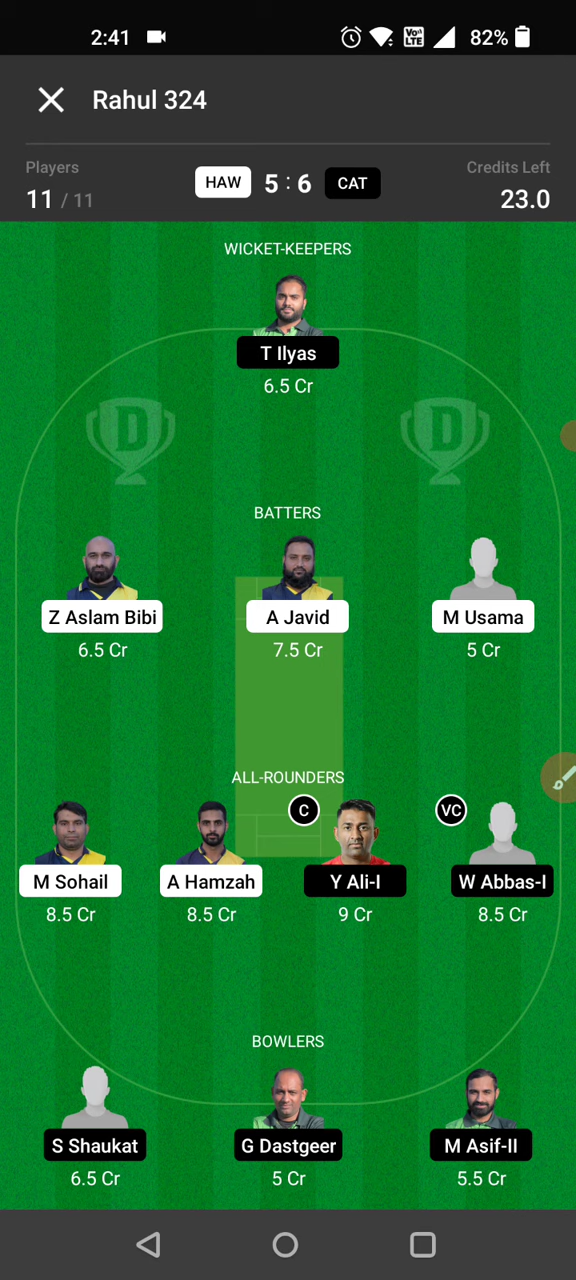 2:41
Vo)) LTE
82%
Rahul 324
Players
Credits Left
11 / 11
HAW 5 : 6 CAT
23.0
WICKET-KEEPERS
T Ilyas
6.5 Cr
D D
BATTERS
Z Aslam Bibi A Javid M Usama
6.5 Cr 7.5 Cr 5 Cr
ALL-ROUNDERS
C VC
M Sohail A Hamzah Y Ali-I W Abbas-I
8.5 Cr 8.5 Cr 9 Cr 8.5 Cr
BOWLERS
S Shaukat G Dastgeer M Asif-II
6.5 Cr 5 Cr 5.5 Cr